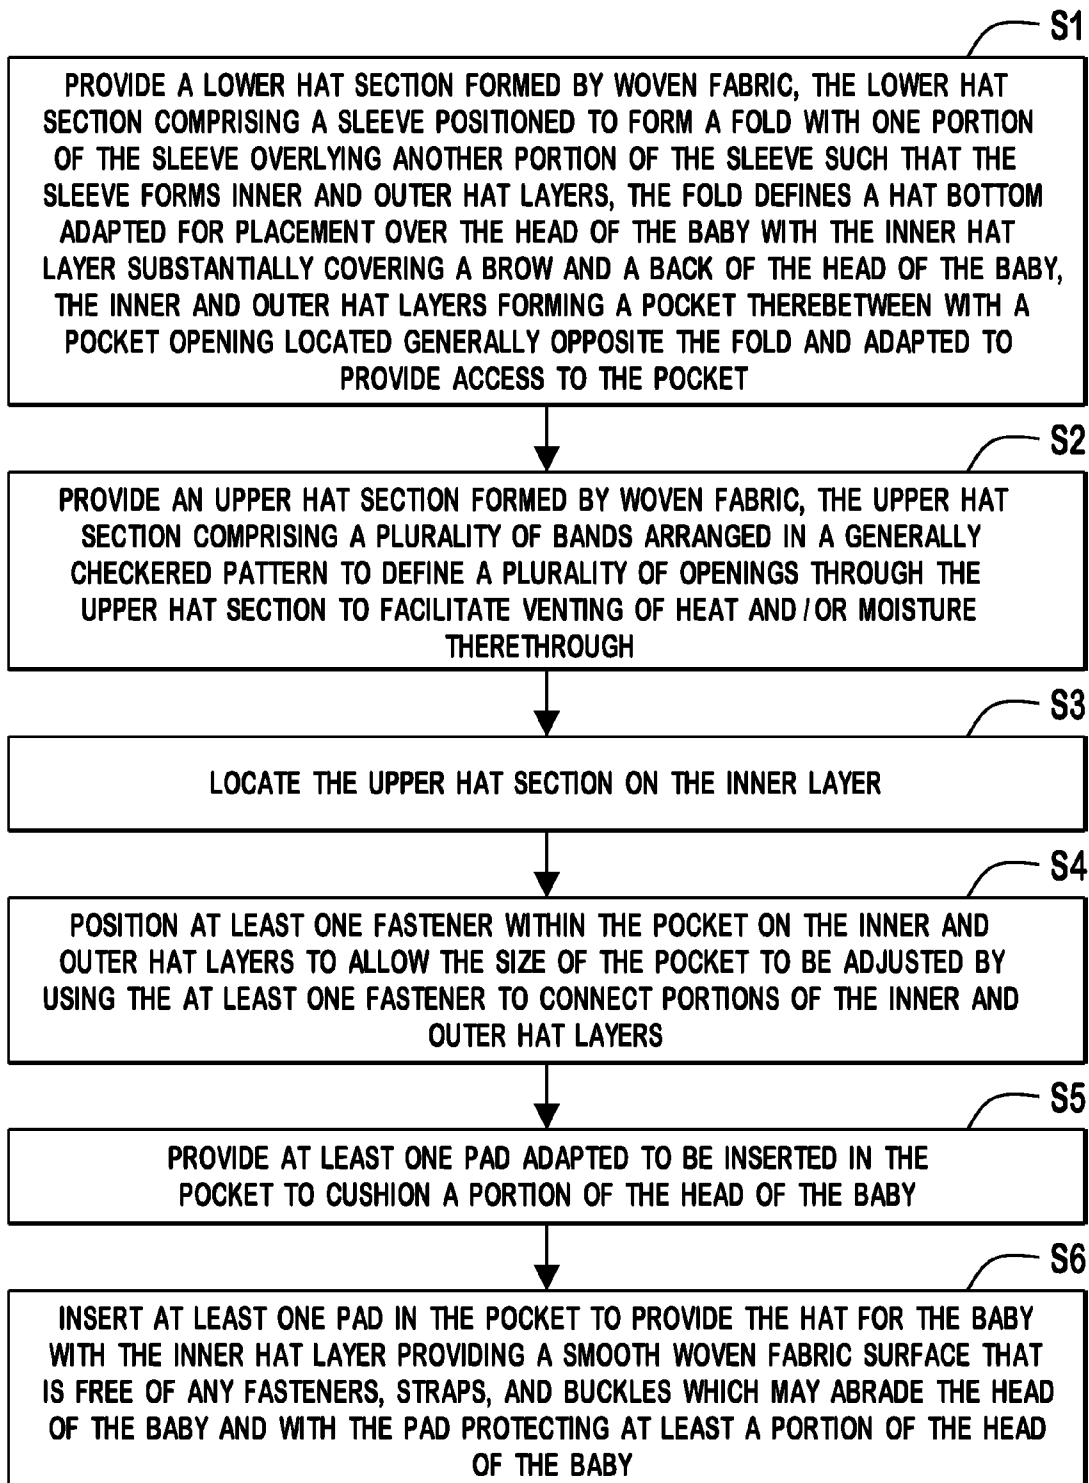 S1
PROVIDE A LOWER HAT SECTION FORMED BY WOVEN FABRIC, THE LOWER HAT
SECTION COMPRISING A SLEEVE POSITIONED TO FORM A FOLD WITH ONE PORTION
OF THE SLEEVE OVERLYING ANOTHER PORTION OF THE SLEEVE SUCH THAT THE
SLEEVE FORMS INNER AND OUTER HAT LAYERS, THE FOLD DEFINES A HAT BOTTOM
ADAPTED FOR PLACEMENT OVER THE HEAD OF THE BABY WITH THE INNER HAT
LAYER SUBSTANTIALLY COVERING A BROW AND A BACK OF THE HEAD OF THE BABY,
THE INNER AND OUTER HAT LAYERS FORMING A POCKET THEREBETWEEN WITH A
POCKET OPENING LOCATED GENERALLY OPPOSITE THE FOLD AND ADAPTED TO
PROVIDE ACCESS TO THE POCKET
S2
PROVIDE AN UPPER HAT SECTION FORMED BY WOVEN FABRIC, THE UPPER HAT
SECTION COMPRISING A PLURALITY OF BANDS ARRANGED IN A GENERALLY
CHECKERED PATTERN TO DEFINE A PLURALITY OF OPENINGS THROUGH THE
UPPER HAT SECTION TO FACILITATE VENTING OF HEAT AND/OR MOISTURE
THERETHROUGH
S3
LOCATE THE UPPER HAT SECTION ON THE INNER LAYER
S4
POSITION AT LEAST ONE FASTENER WITHIN THE POCKET ON THE INNER AND
OUTER HAT LAYERS TO ALLOW THE SIZE OF THE POCKET TO BE ADJUSTED BY
USING THE AT LEAST ONE FASTENER TO CONNECT PORTIONS OF THE INNER AND
OUTER HAT LAYERS
S5
PROVIDE AT LEAST ONE PAD ADAPTED TO BE INSERTED IN THE
POCKET TO CUSHION A PORTION OF THE HEAD OF THE BABY
S6
INSERT AT LEAST ONE PAD IN THE POCKET TO PROVIDE THE HAT FOR THE BABY
WITH THE INNER HAT LAYER PROVIDING A SMOOTH WOVEN FABRIC SURFACE THAT
IS FREE OF ANY FASTENERS, STRAPS, AND BUCKLES WHICH MAY ABRADE THE HEAD
OF THE BABY AND WITH THE PAD PROTECTING AT LEAST A PORTION OF THE HEAD
OF THE BABY